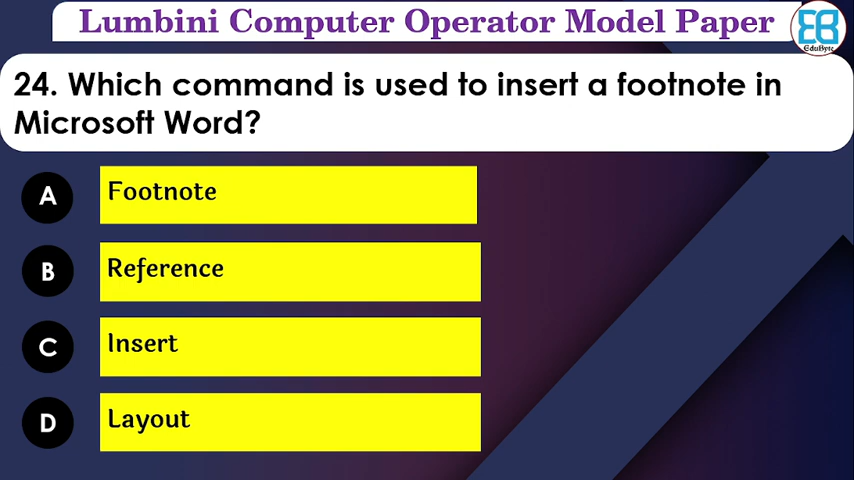 Lumbini Computer Operator Model Paper
EduByte
24. Which command is used to insert a footnote in
Microsoft Word?
A Footnote
B Reference
C Insert
D Layout